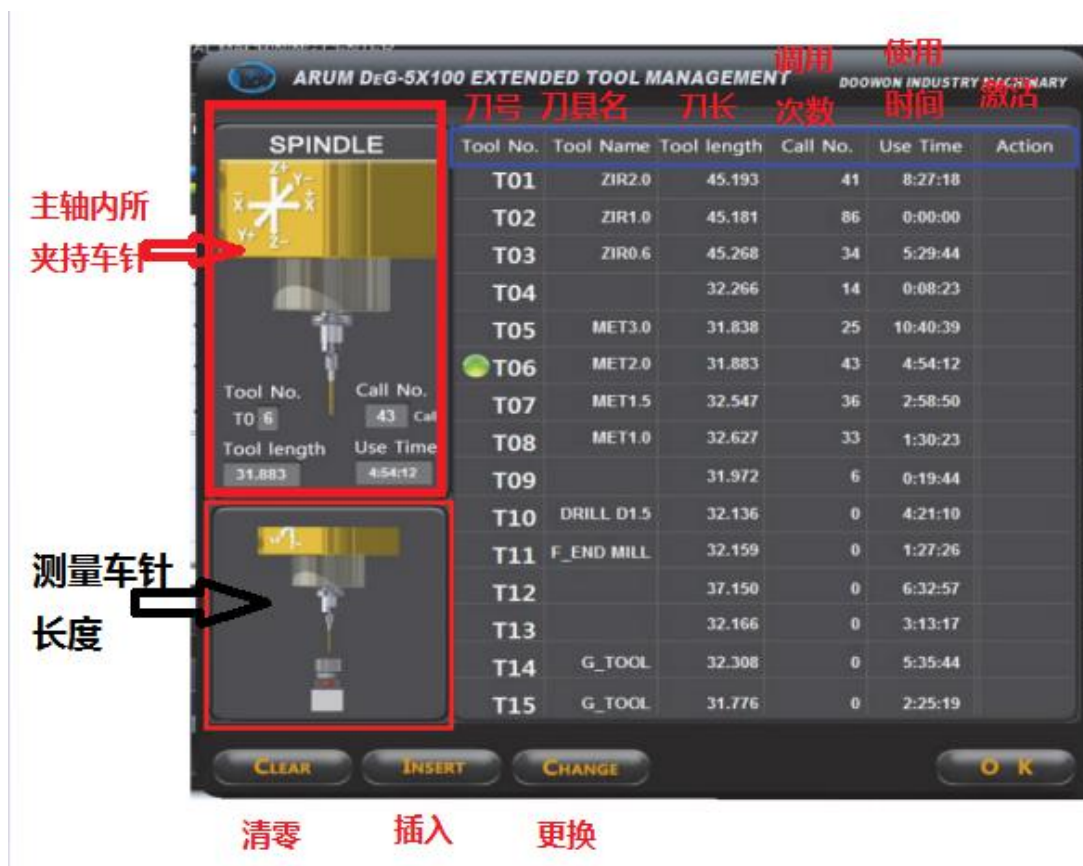 调用 使用
ARUM DEG-5X100 EXTENDED TOOL MANAGEMENT DOOWON INDUSTRY MACHINARY
刀号 刀具名 刀长 次数 时间 激活
SPINDLE
Tool No. Tool Name Tool length Call No. Use Time Action
Z+ Y- X- X+ Y+ Z-
主轴内所
夹持车针
T01 ZIR2.0 45.193 41 8:27:18
T02 ZIR1.0 45.181 86 0:00:00
T03 ZIR0.6 45.268 34 5:29:44
T04 32.266 14 0:08:23
T05 MET3.0 31.838 25 10:40:39
T06 MET2.0 31.883 43 4:54:12
T07 MET1.5 32.547 36 2:58:50
T08 MET1.0 32.627 33 1:30:23
T09 31.972 6 0:19:44
T10 DRILL D1.5 32.136 0 4:21:10
T11 F_END MILL 32.159 0 1:27:26
T12 37.150 0 6:32:57
T13 32.166 0 3:13:17
T14 G_TOOL 32.308 0 5:35:44
T15 G_TOOL 31.776 0 2:25:19
Tool No. Call No.
T0 6 43 Call
Tool length Use Time
31.883 4:54:12
测量车针
长度
CLEAR INSERT CHANGE O K
清零 插入 更换